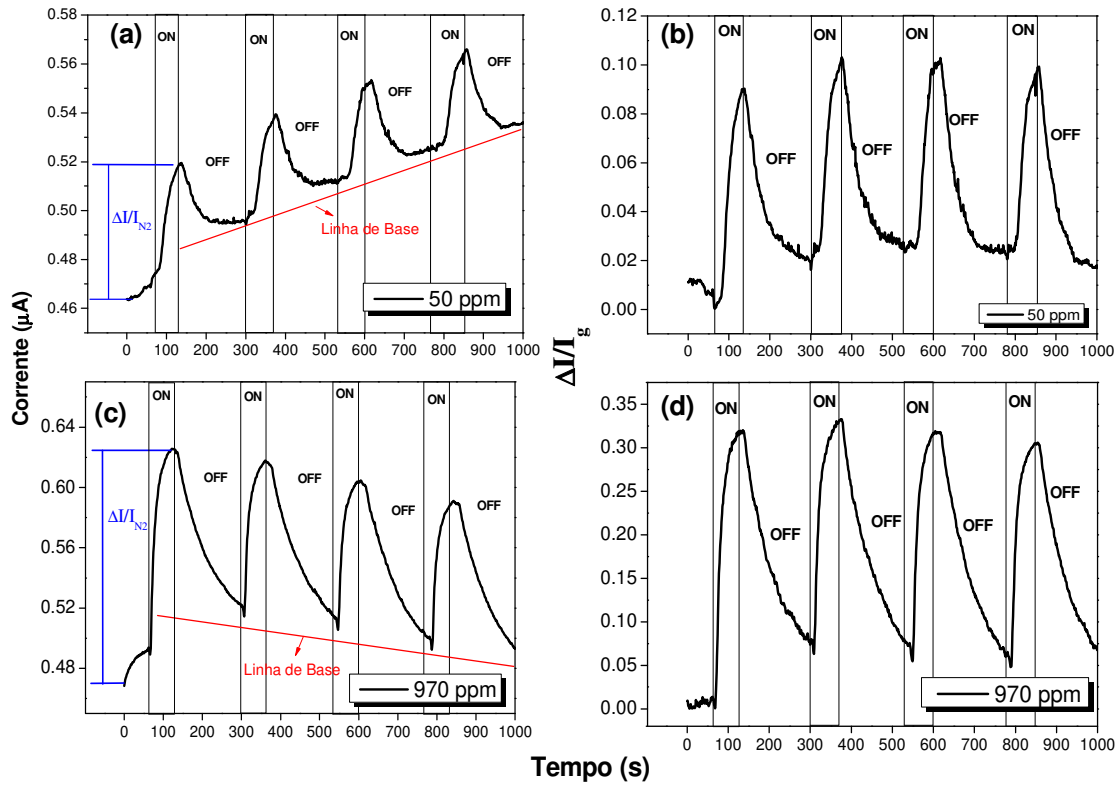 (a)
ON
ON
ON
ON
OFF
OFF
OFF
OFF
ΔI/I_N2
Linha de Base
50 ppm
0.58
0.56
0.54
0.52
0.50
0.48
0.46
0 100 200 300 400 500 600 700 800 900 1000
(b)
ON
ON
ON
ON
OFF
OFF
OFF
OFF
50 ppm
0.12
0.10
0.08
0.06
0.04
0.02
0.00
0 100 200 300 400 500 600 700 800 900 1000
Corrente (μA)
ΔI/I_g
(c)
ON
ON
ON
ON
OFF
OFF
OFF
OFF
ΔI/I_N2
Linha de Base
970 ppm
0.64
0.60
0.56
0.52
0.48
0 100 200 300 400 500 600 700 800 900 1000
(d)
ON
ON
ON
ON
OFF
OFF
OFF
OFF
970 ppm
0.35
0.30
0.25
0.20
0.15
0.10
0.05
0.00
0 100 200 300 400 500 600 700 800 900 1000
Tempo (s)